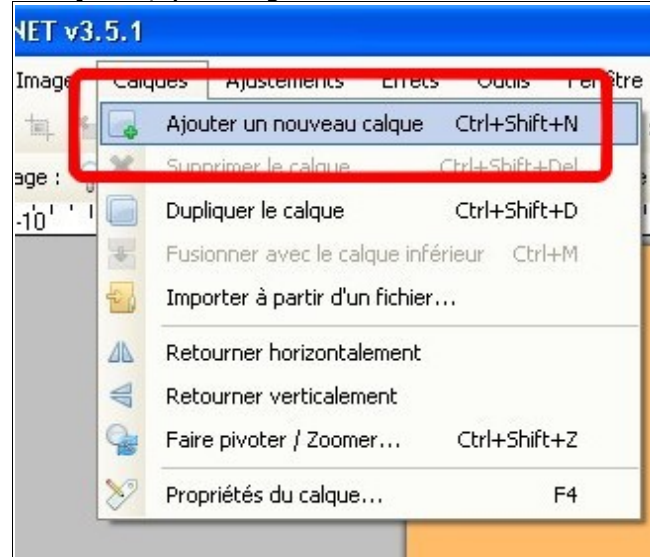 NET v3.5.1
Image Calques Ajustements Effets Outils Fenêtre
Ajouter un nouveau calque Ctrl+Shift+N
Supprimer le calque Ctrl+Shift+Del
age :
-10
Dupliquer le calque Ctrl+Shift+D
Fusionner avec le calque inférieur Ctrl+M
Importer à partir d'un fichier...
Retourner horizontalement
Retourner verticalement
Faire pivoter / Zoomer... Ctrl+Shift+Z
Propriétés du calque... F4